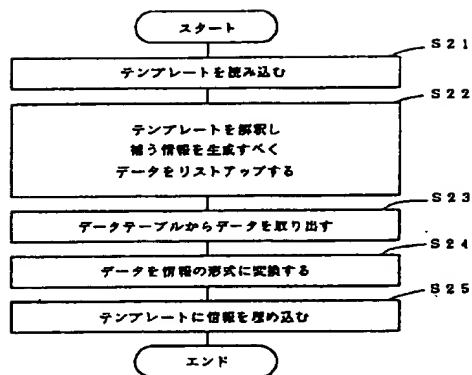 スタート
S21
テンプレートを読み込む
S22
テンプレートを解釈し
補う情報を生成すべく
データをリストアップする
S23
データテーブルからデータを取り出す
S24
データを情報の形式に変換する
S25
テンプレートに情報を埋め込む
エンド